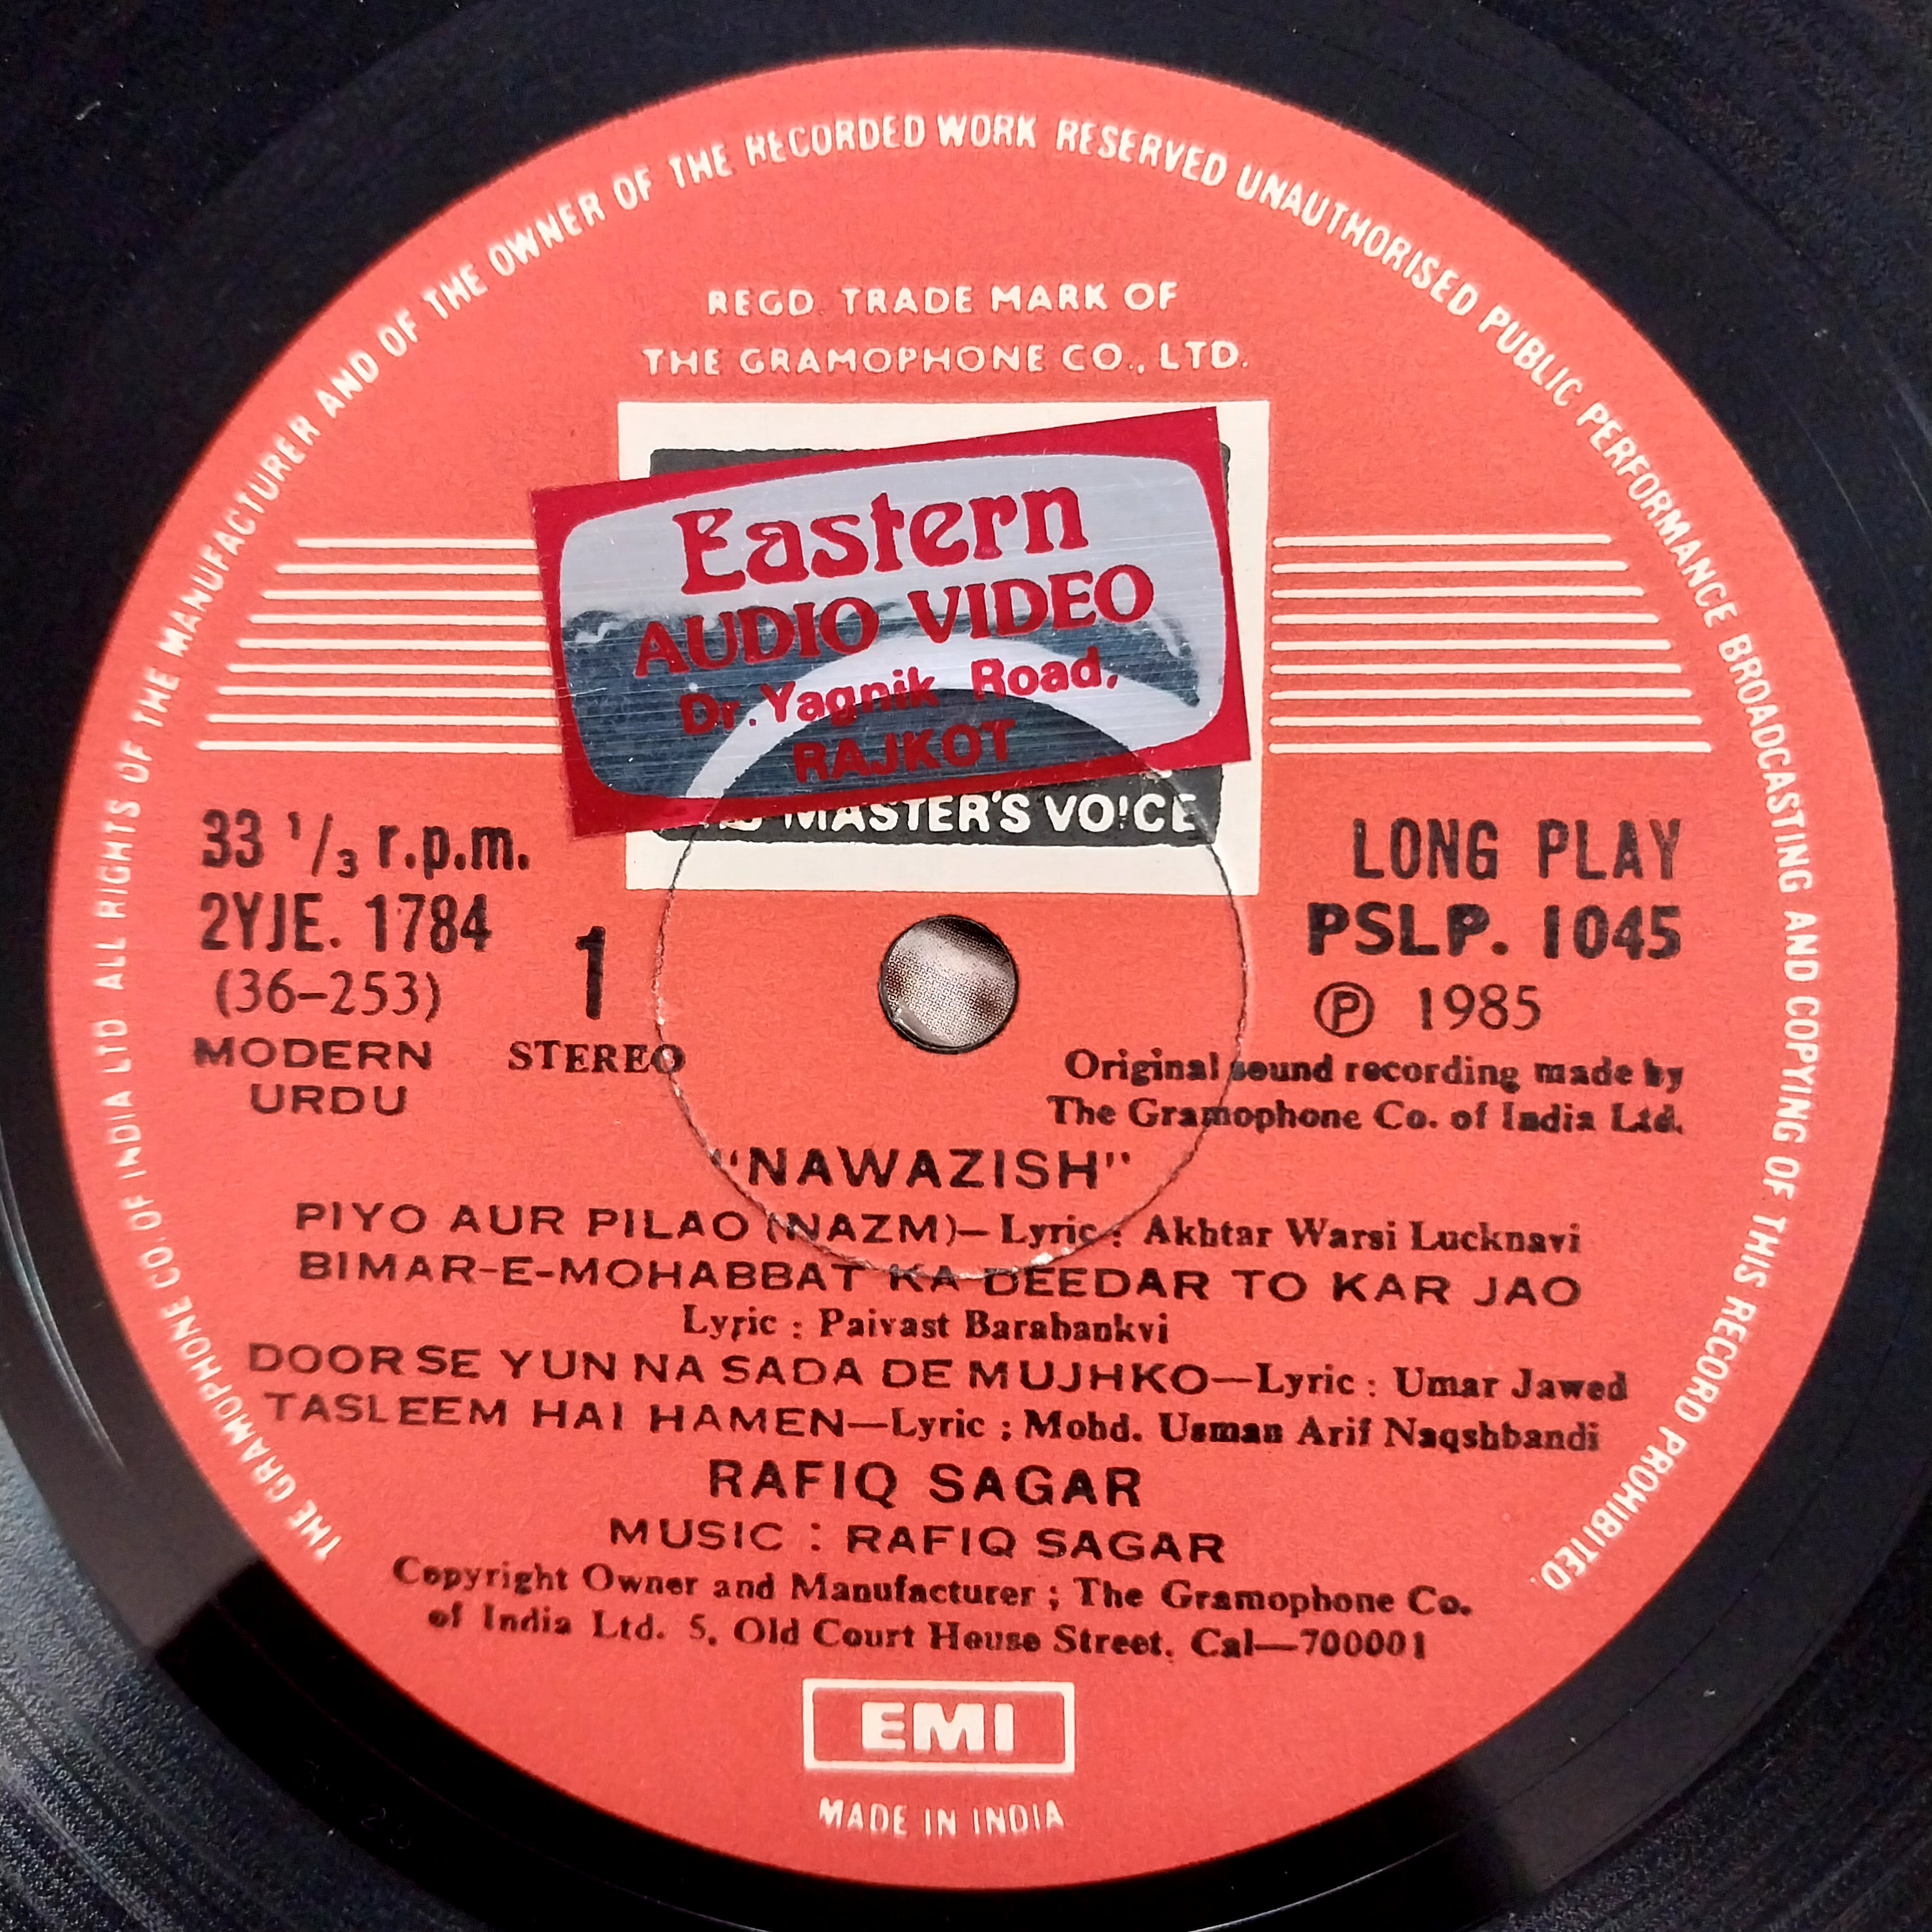 THE GRAMOPHONE CO. OF INDIA LTD ALL RIGHTS OF THE MANUFACTURER AND OF THE OWNER OF THE RECORDED WORK RESERVED UNAUTHORISED PUBLIC PERFORMANCE BROADCASTING AND COPYING OF THIS RECORD PROHIBITED.
REGD. TRADE MARK OF
THE GRAMOPHONE CO., LTD.
Eastern
AUDIO VIDEO
Dr. Yagnik Road,
RAJKOT
MASTER'S VOICE
33 1/3 r.p.m.
2YJE. 1784
(36-253)
MODERN
URDU
1
STEREO
LONG PLAY
PSLP. 1045
Ⓟ 1985
Original sound recording made by
The Gramophone Co. of India Ltd.
"NAWAZISH"
PIYO AUR PILAO (NAZM)—Lyric : Akhtar Warsi Lucknavi
BIMAR-E-MOHABBAT KA DEEDAR TO KAR JAO
Lyric : Paivast Barabankvi
DOOR SE YUN NA SADA DE MUJHKO—Lyric : Umar Jawed
TASLEEM HAI HAMEN—Lyric ; Mohd. Usman Arif Naqshbandi
RAFIQ SAGAR
MUSIC : RAFIQ SAGAR
Copyright Owner and Manufacturer ; The Gramophone Co.
of India Ltd. 5, Old Court House Street, Cal—700001
EMI
MADE IN INDIA